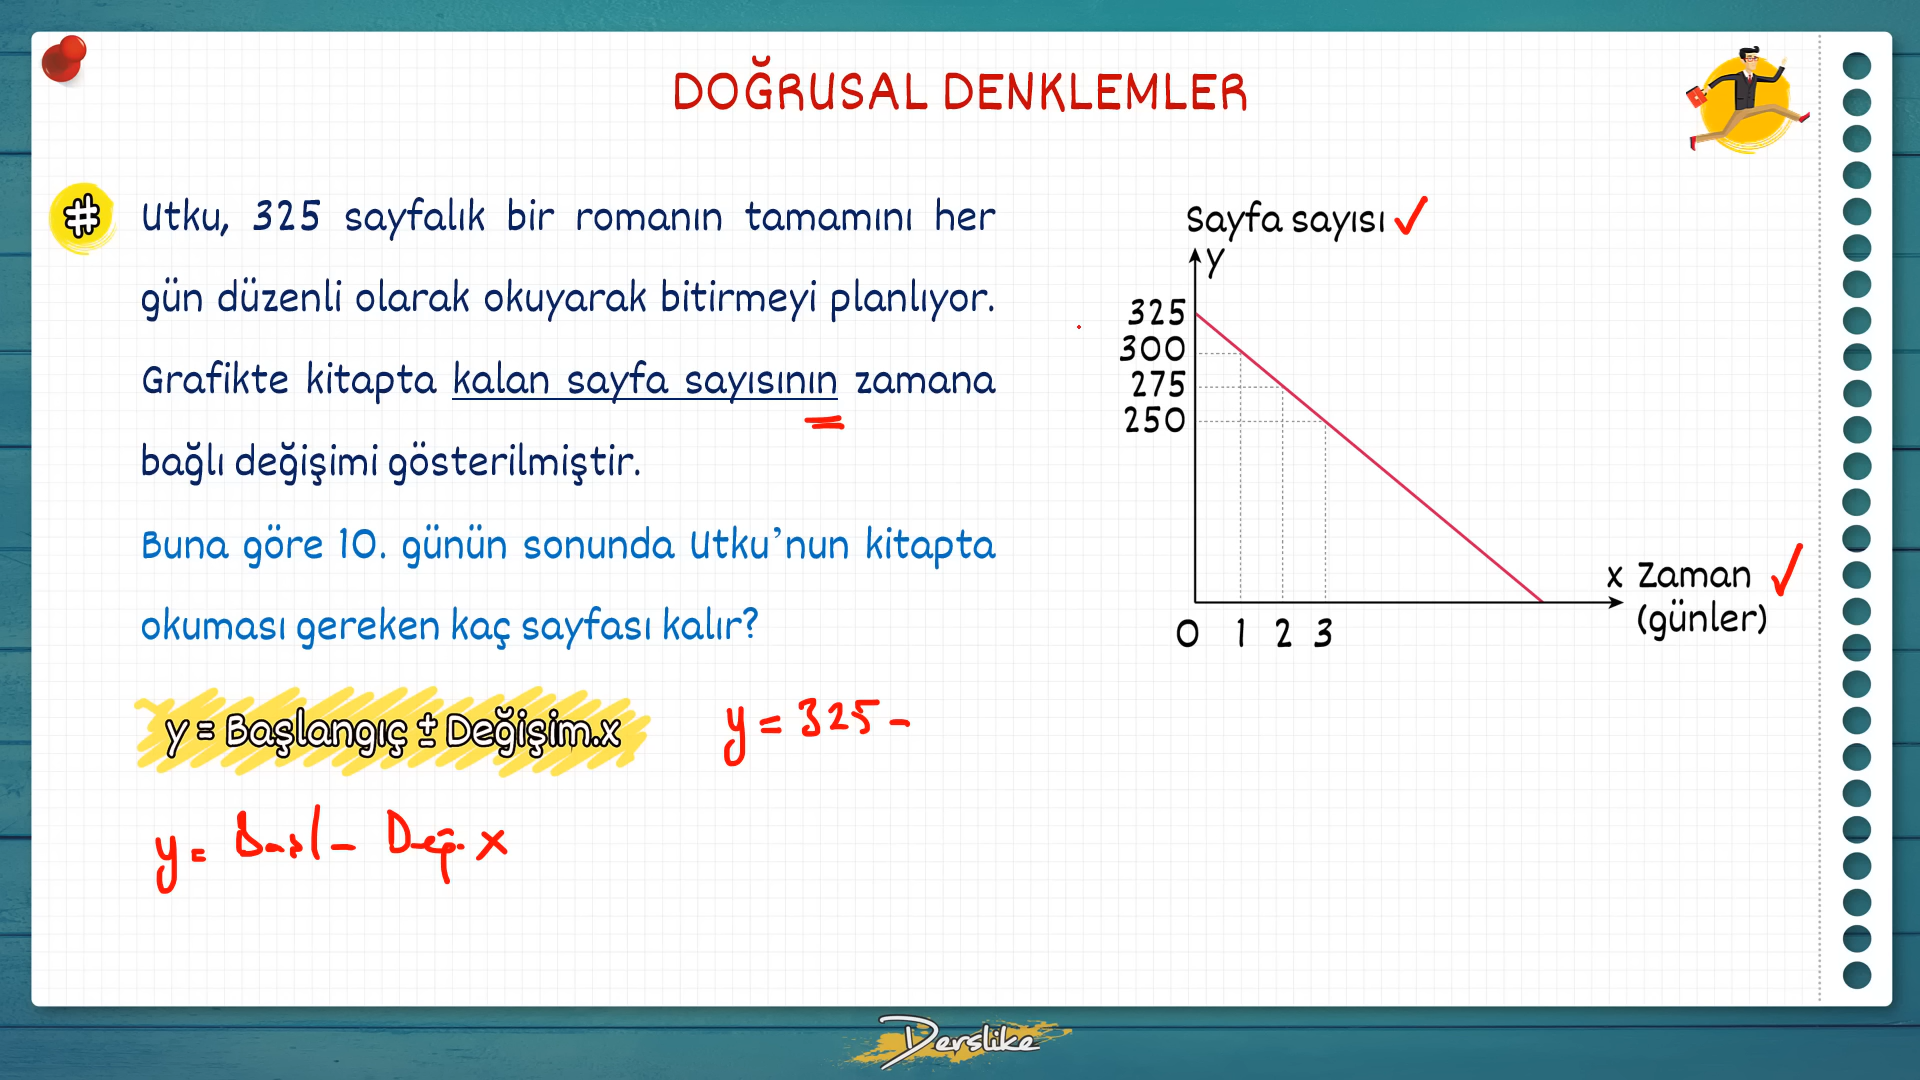 DOĞRUSAL DENKLEMLER
# Utku, 325 sayfalık bir romanın tamamını her
gün düzenli olarak okuyarak bitirmeyi planlıyor.
Grafikte kitapta kalan sayfa sayısının zamana
bağlı değişimi gösterilmiştir.
Buna göre 10. günün sonunda Utku'nun kitapta
okuması gereken kaç sayfası kalır?
y = Başlangıç ± Değişim.x
y = 325 -
y = Başl - Değ. x
Sayfa sayısı
y
325
300
275
250
x Zaman
(günler)
0 1 2 3
Derslike